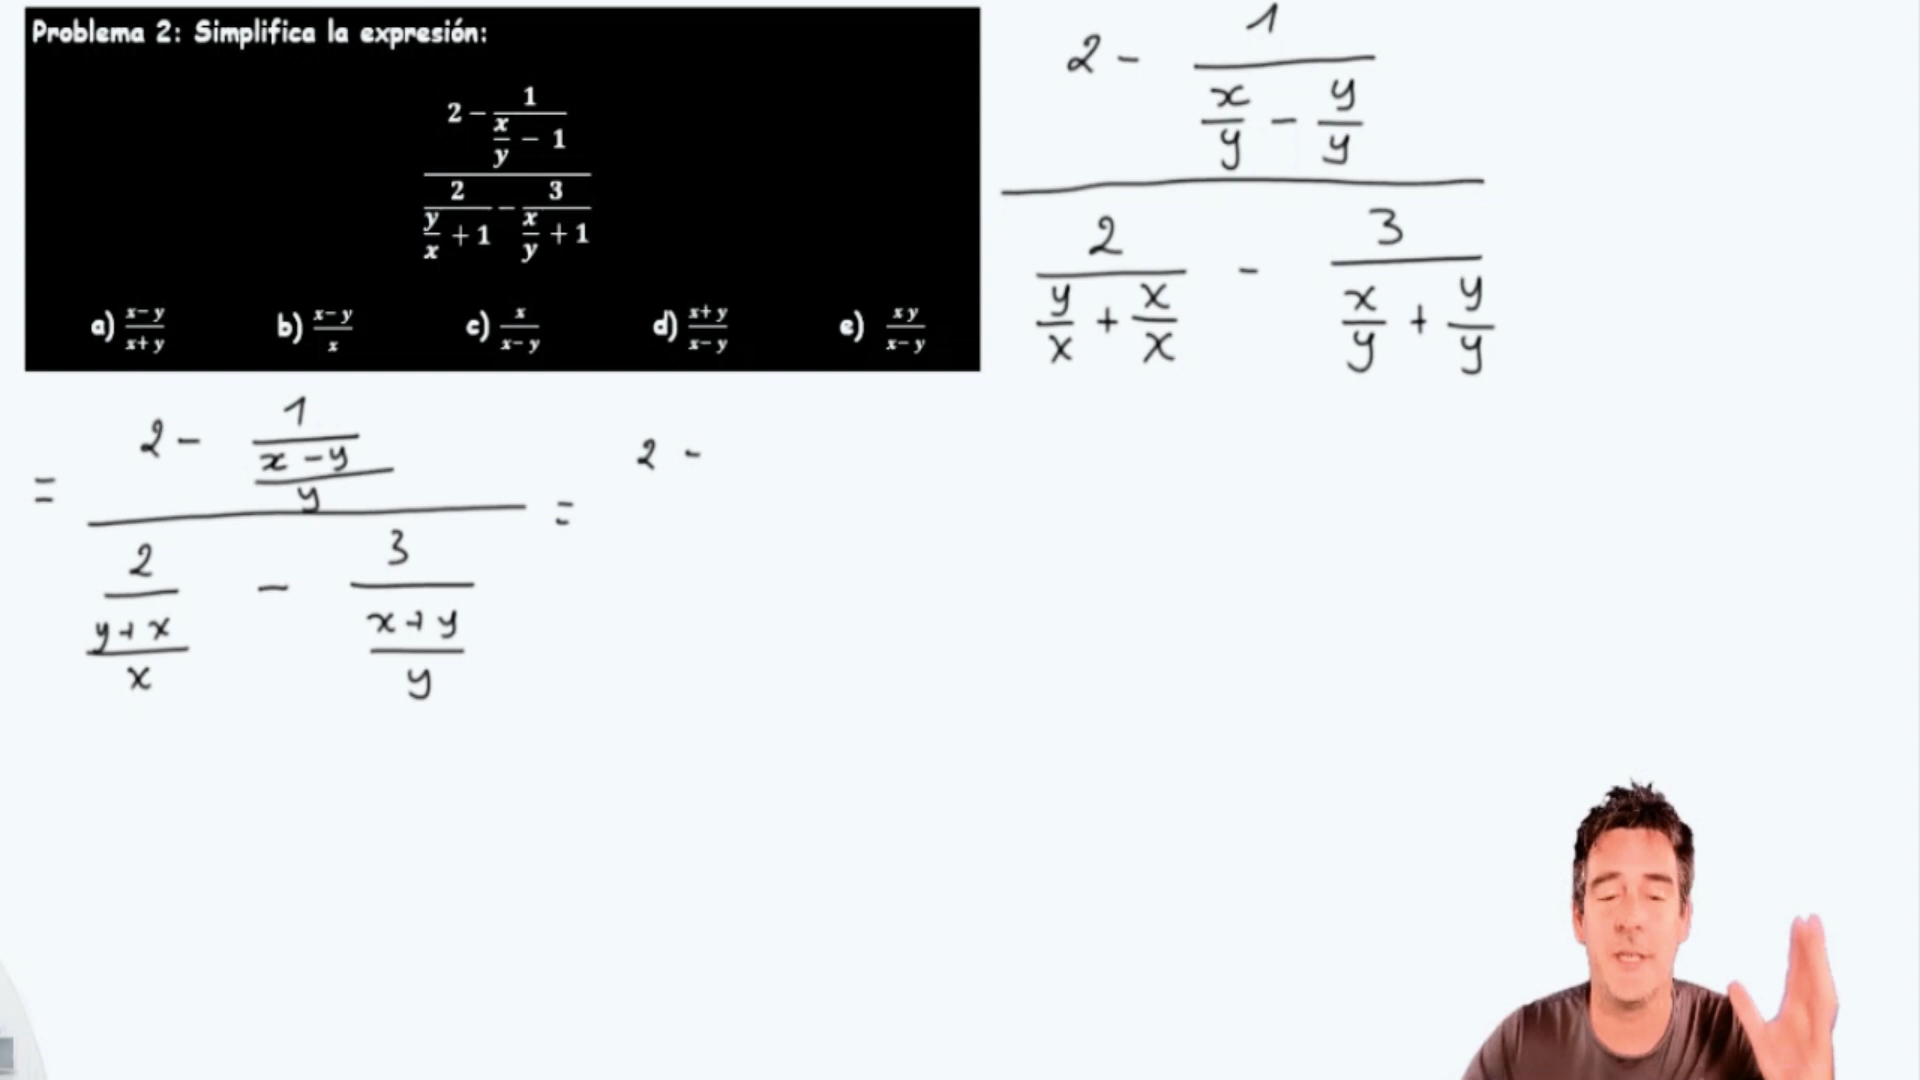 Problema 2: Simplifica la expresión:
2 - 1
x/y - 1
2 - 3
y/x + 1 x/y + 1
a) x- y/x+ y b) x- y/x c) x/x- y d) x+ y/x- y e) x y/x- y
2 - 1
x/y - y/y
2 - 3
y/x + x/x x/y + y/y
= 2 - 1
x - y
y
2 - 3
y + x x + y
x y
= 2 -